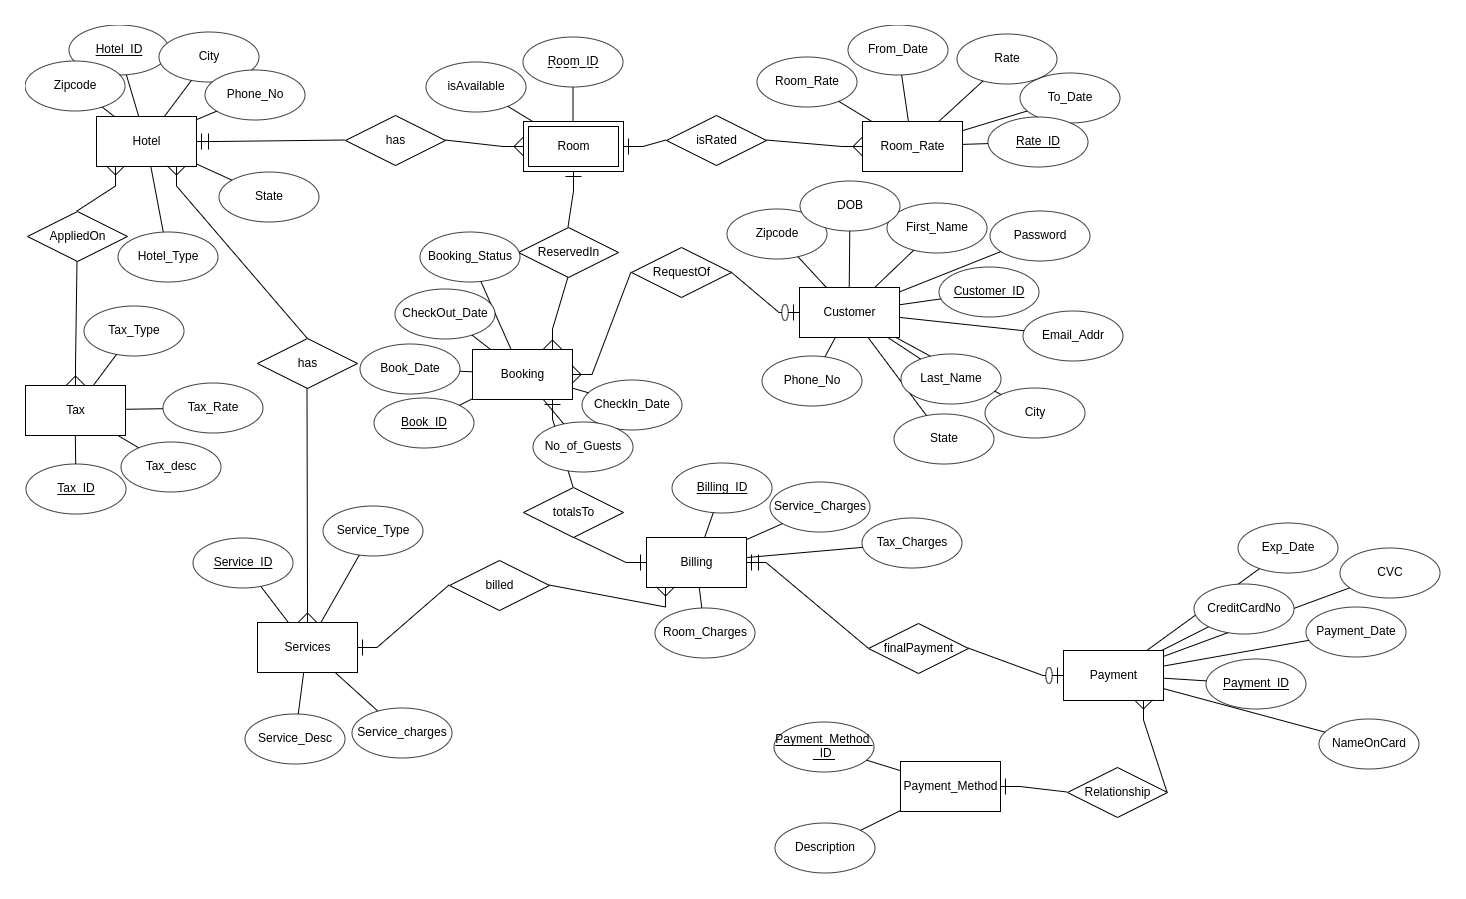 Hotel_ID
City
Zipcode
Phone_No
Hotel
State
Hotel_Type
has
isAvailable
Room_ID
Room
isRated
Room_Rate
From_Date
Rate
To_Date
Rate_ID
Room_Rate
AppliedOn
Tax_Type
Tax
Tax_Rate
Tax_desc
Tax_ID
has
ReservedIn
Booking_Status
CheckOut_Date
Book_Date
Book_ID
Booking
CheckIn_Date
No_of_Guests
RequestOf
Zipcode
DOB
First_Name
Password
Customer_ID
Customer
Email_Addr
Phone_No
Last_Name
City
State
totalsTo
Billing_ID
Service_Charges
Tax_Charges
Billing
Room_Charges
Service_Type
Service_ID
billed
Services
Service_Desc
Service_charges
finalPayment
Exp_Date
CVC
CreditCardNo
Payment_Date
Payment
Payment_ID
NameOnCard
Payment_Method
_ID
Payment_Method
Relationship
Description